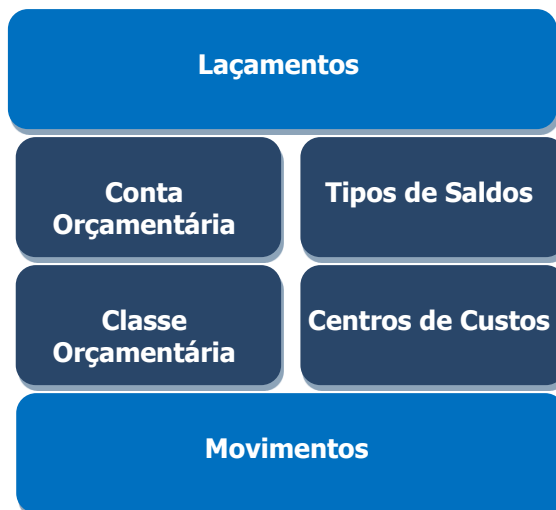 Laçamentos
Conta
Orçamentária
Tipos de Saldos
Classe
Orçamentária
Centros de Custos
Movimentos